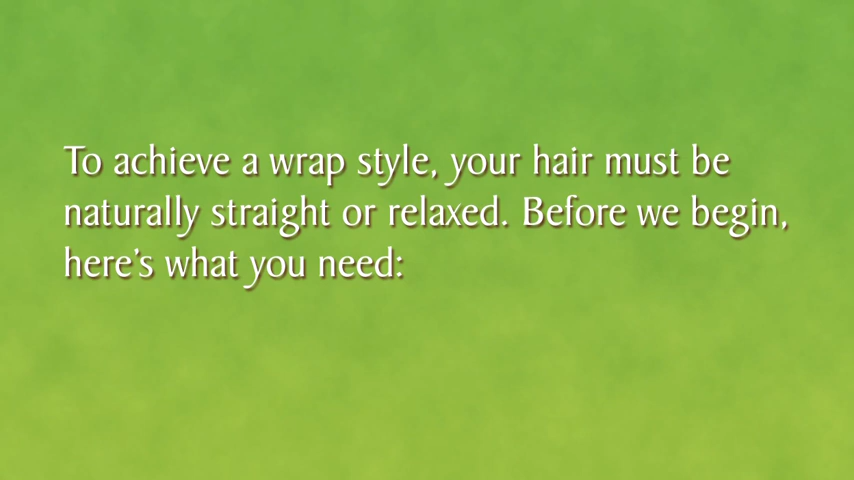 To achieve a wrap style, your hair must be
naturally straight or relaxed. Before we begin,
here's what you need: